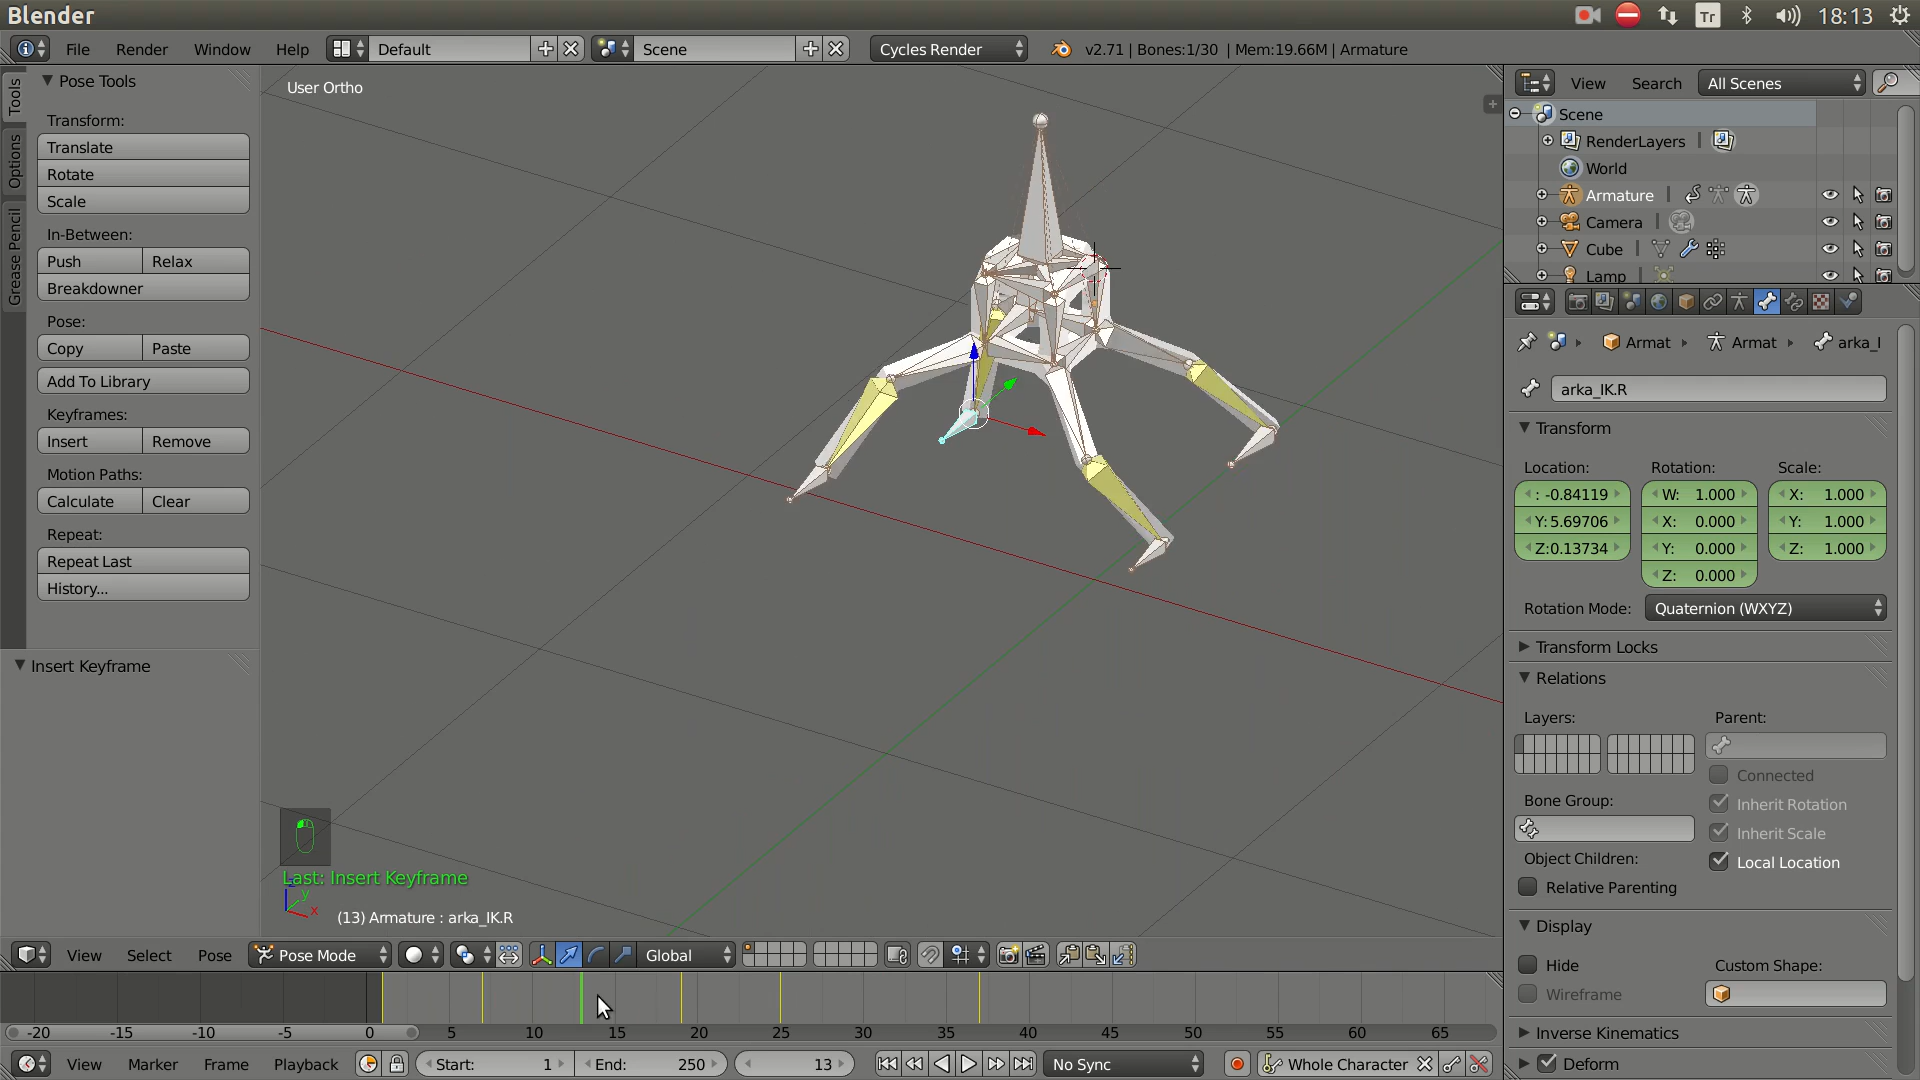 Blender
Tr
18:13
File Render Window Help Default Scene Cycles Render v2.71 | Bones:1/30 | Mem:19.66M | Armature
Tools
Options
Grease Pencil
Pose Tools
Transform:
Translate
Rotate
Scale
In-Between:
Push Relax
Breakdowner
Pose:
Copy Paste
Add To Library
Keyframes:
Insert Remove
Motion Paths:
Calculate Clear
Repeat:
Repeat Last
History...
Insert Keyframe
User Ortho
Last: Insert Keyframe
y
x
(13) Armature : arka_IK.R
View Select Pose Pose Mode Global
-20 -15 -10 -5 0 5 10 15 20 25 30 35 40 45 50 55 60 65
View Marker Frame Playback Start: 1 End: 250 13 No Sync Whole Character
View Search All Scenes
Scene
RenderLayers
World
Armature
Camera
Cube
Lamp
Armat Armat arka_I
arka_IK.R
Transform
Location: Rotation: Scale:
: -0.84119 W: 1.000 X: 1.000
Y: 5.69706 X: 0.000 Y: 1.000
Z:0.13734 Y: 0.000 Z: 1.000
Z: 0.000
Rotation Mode: Quaternion (WXYZ)
Transform Locks
Relations
Layers: Parent:
Connected
Bone Group: Inherit Rotation
Inherit Scale
Object Children: Local Location
Relative Parenting
Display
Hide Custom Shape:
Wireframe
Inverse Kinematics
Deform